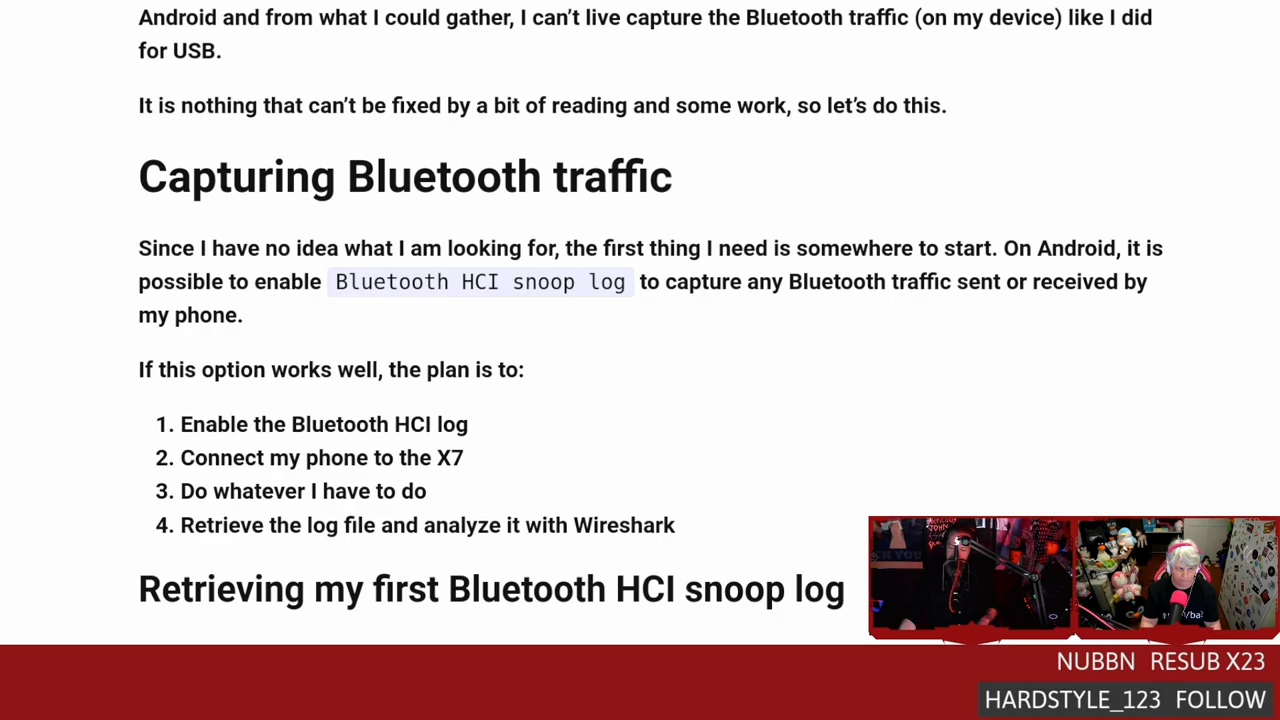 Android and from what I could gather, I can’t live capture the Bluetooth traffic (on my device) like I did
for USB.
It is nothing that can’t be fixed by a bit of reading and some work, so let’s do this.
Capturing Bluetooth traffic
Since I have no idea what I am looking for, the first thing I need is somewhere to start. On Android, it is
possible to enable Bluetooth HCI snoop log to capture any Bluetooth traffic sent or received by
my phone.
If this option works well, the plan is to:
1. Enable the Bluetooth HCI log
2. Connect my phone to the X7
3. Do whatever I have to do
4. Retrieve the log file and analyze it with Wireshark
Retrieving my first Bluetooth HCI snoop log
NUBBN RESUB X23
HARDSTYLE_123 FOLLOW